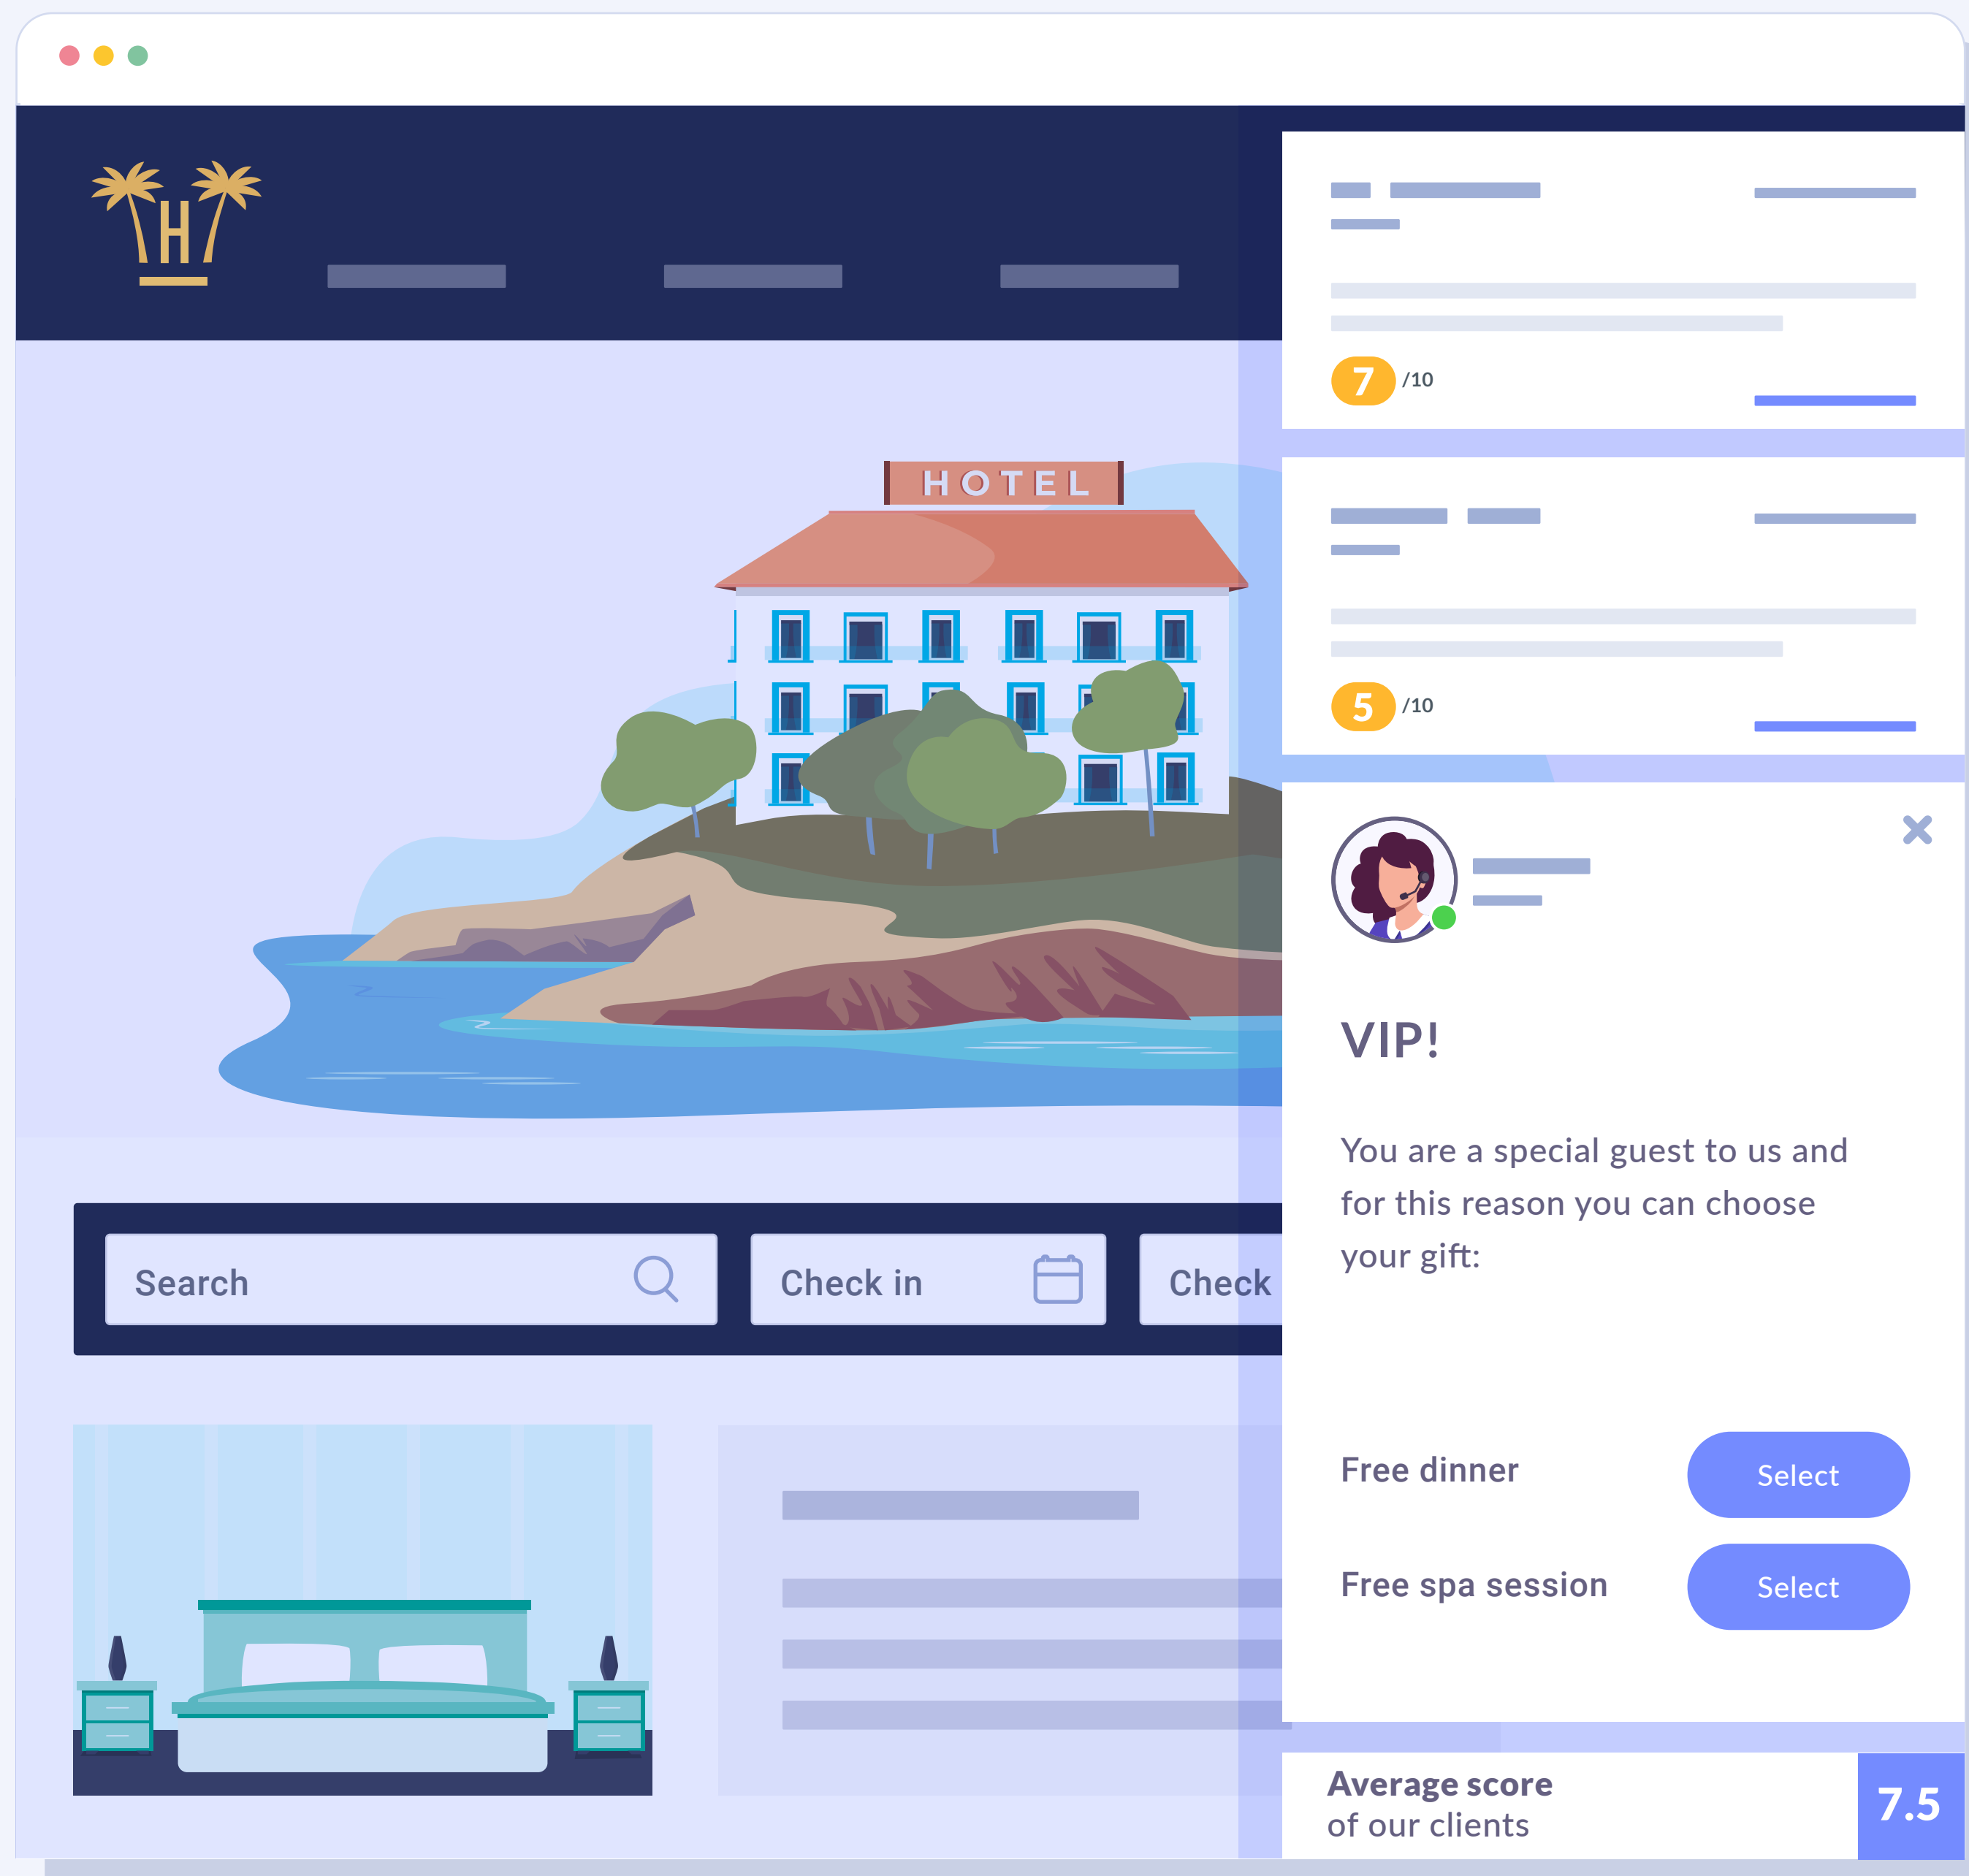 H
7 /10
HOTEL
5 /10
VIP!
You are a special guest to us and
for this reason you can choose
your gift:
Search
Check in
Check
Free dinner
Select
Free spa session
Select
Average score
of our clients
7.5